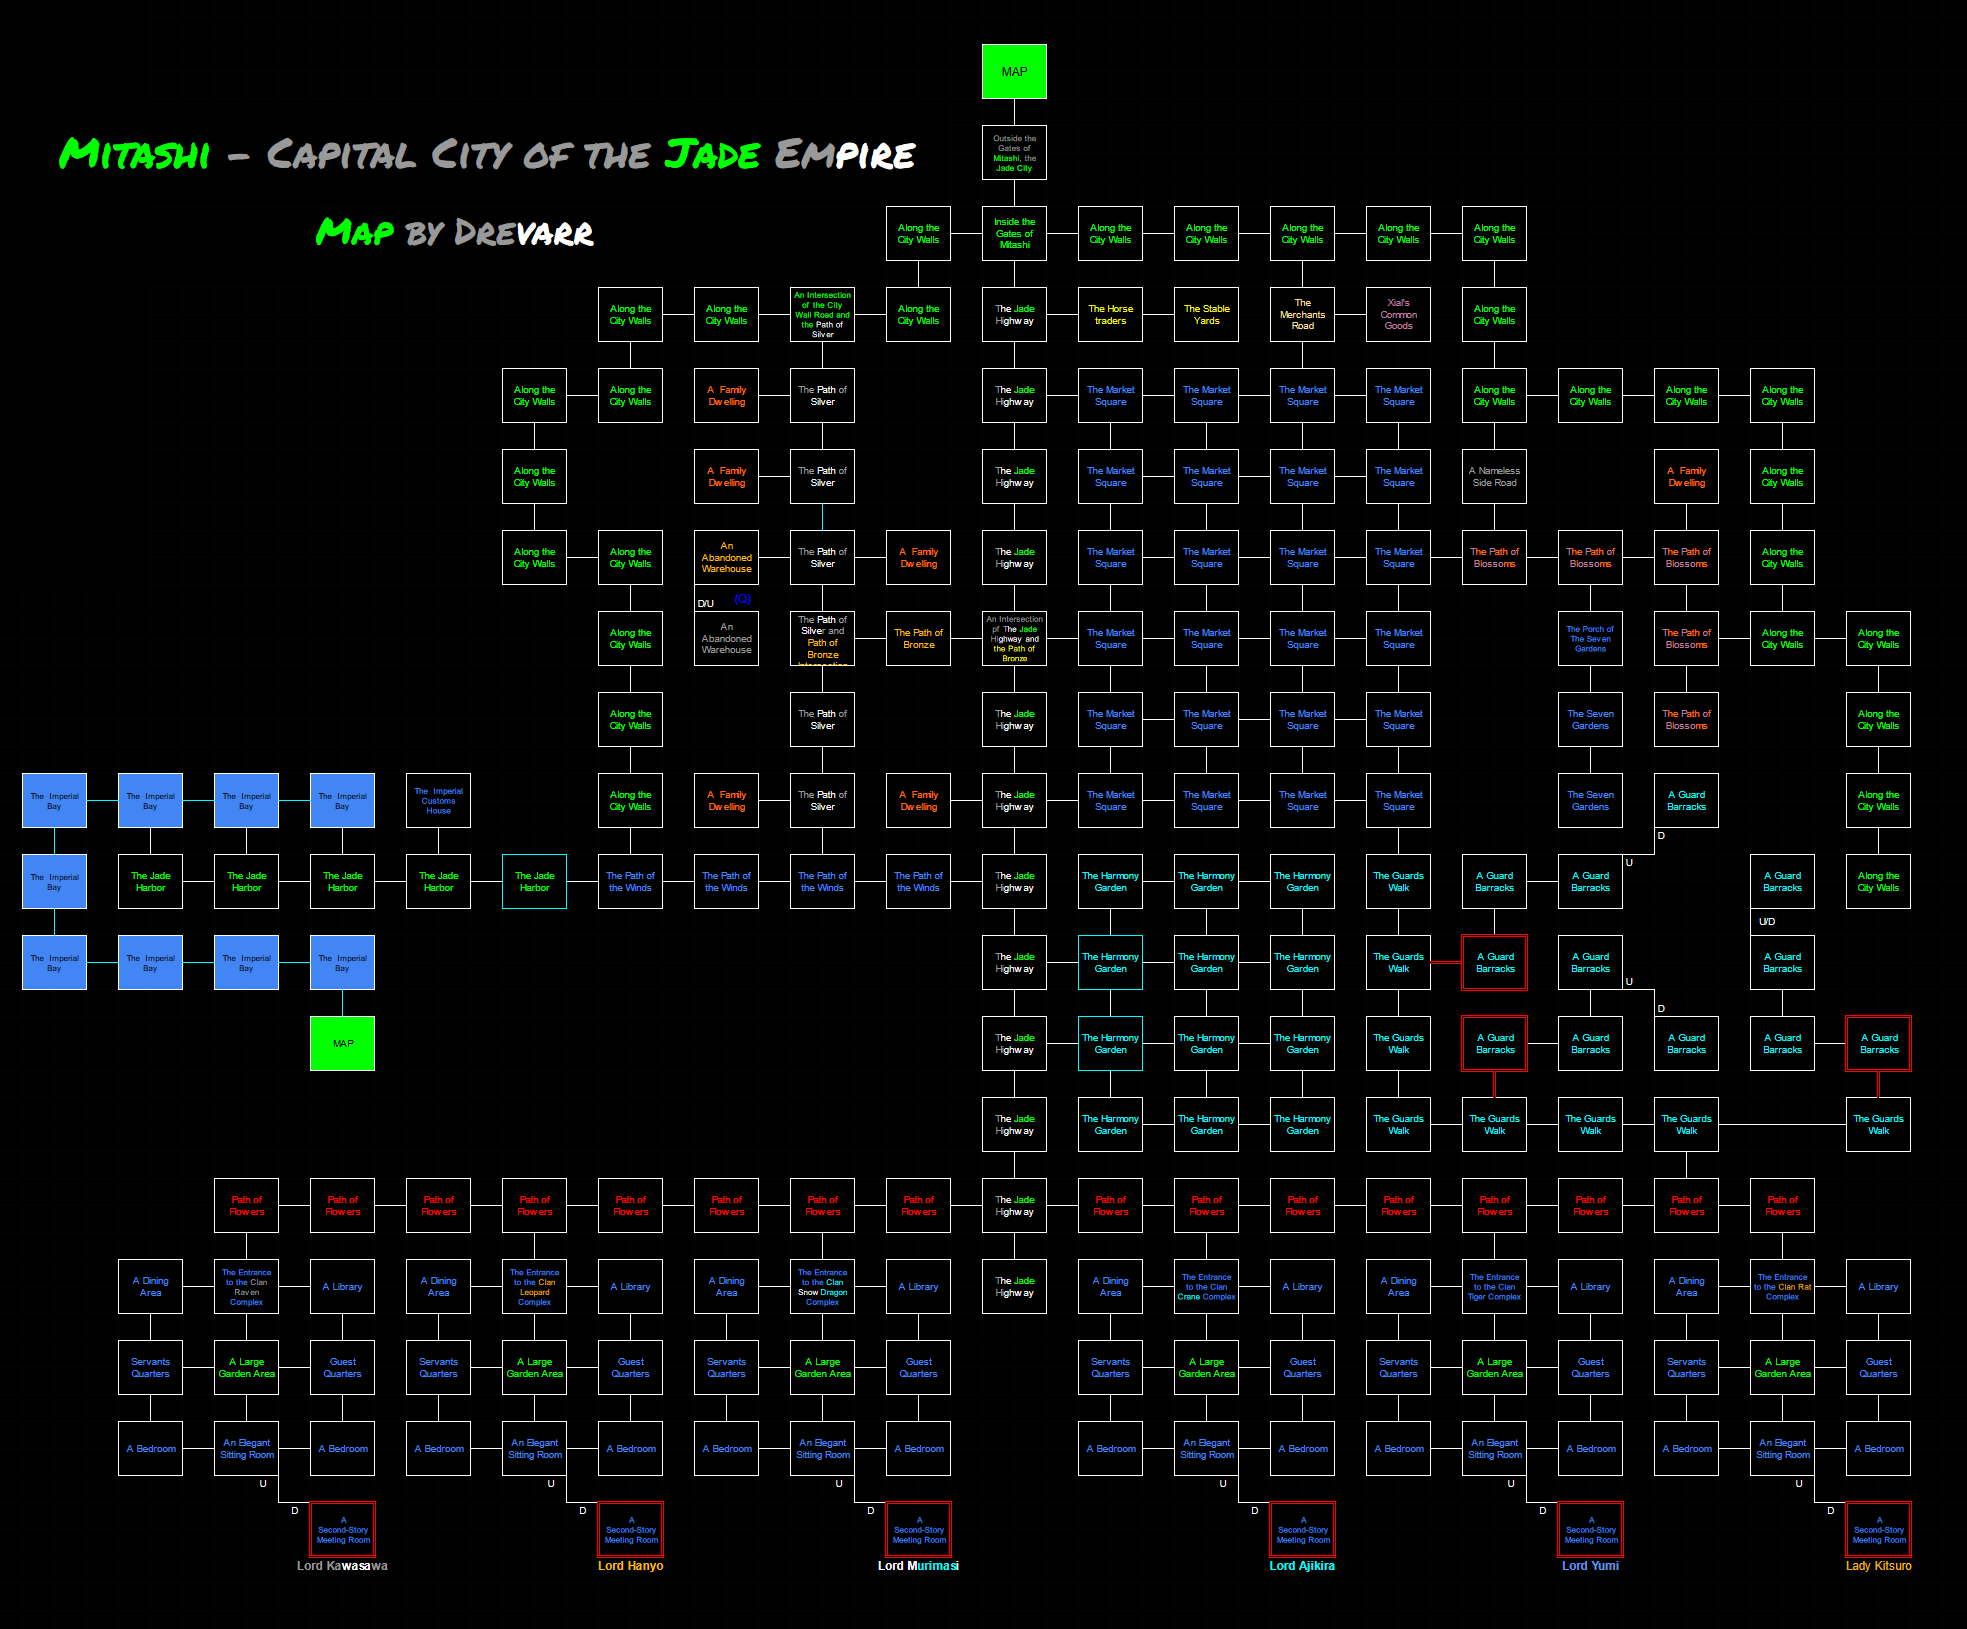 MAP
Outside the
Gates of
Mitashi, the
Jade City
Mitashi - Capital City of the Jade Empire
Map by Drevarr
Along the
City Walls
Inside the
Gates of
Mitashi
Along the
City Walls
Along the
City Walls
Along the
City Walls
Along the
City Walls
Along the
City Walls
Along the
City Walls
Along the
City Walls
An Intersection
of the City
Wall Road and
the Path of
Silver
Along the
City Walls
The Jade
Highway
The Horse
traders
The Stable
Yards
The
Merchants
Road
Xial's
Common
Goods
Along the
City Walls
Along the
City Walls
Along the
City Walls
A Family
Dwelling
The Path of
Silver
The Jade
Highway
The Market
Square
The Market
Square
The Market
Square
The Market
Square
Along the
City Walls
Along the
City Walls
Along the
City Walls
Along the
City Walls
Along the
City Walls
A Family
Dwelling
The Path of
Silver
The Jade
Highway
The Market
Square
The Market
Square
The Market
Square
The Market
Square
A Nameless
Side Road
A Family
Dwelling
Along the
City Walls
Along the
City Walls
Along the
City Walls
An
Abandoned
Warehouse
The Path of
Silver
A Family
Dwelling
The Jade
Highway
The Market
Square
The Market
Square
The Market
Square
The Market
Square
The Path of
Blossoms
The Path of
Blossoms
The Path of
Blossoms
Along the
City Walls
D/U
(Q)
Along the
City Walls
An
Abandoned
Warehouse
The Path of
Silver and
Path of
Bronze
Intersection
The Path of
Bronze
An Intersection
pf The Jade
Highway and
the Path of
Bronze
The Market
Square
The Market
Square
The Market
Square
The Market
Square
The Porch of
The Seven
Gardens
The Path of
Blossoms
Along the
City Walls
Along the
City Walls
Along the
City Walls
The Path of
Silver
The Jade
Highway
The Market
Square
The Market
Square
The Market
Square
The Market
Square
The Seven
Gardens
The Path of
Blossoms
Along the
City Walls
The Imperial
Bay
The Imperial
Bay
The Imperial
Bay
The Imperial
Bay
The Imperial
Customs
House
Along the
City Walls
A Family
Dwelling
The Path of
Silver
A Family
Dwelling
The Jade
Highway
The Market
Square
The Market
Square
The Market
Square
The Market
Square
The Seven
Gardens
A Guard
Barracks
Along the
City Walls
D
U
The Imperial
Bay
The Jade
Harbor
The Jade
Harbor
The Jade
Harbor
The Jade
Harbor
The Jade
Harbor
The Path of
the Winds
The Path of
the Winds
The Path of
the Winds
The Path of
the Winds
The Jade
Highway
The Harmony
Garden
The Harmony
Garden
The Harmony
Garden
The Guards
Walk
A Guard
Barracks
A Guard
Barracks
A Guard
Barracks
Along the
City Walls
U/D
The Imperial
Bay
The Imperial
Bay
The Imperial
Bay
The Imperial
Bay
The Jade
Highway
The Harmony
Garden
The Harmony
Garden
The Harmony
Garden
The Guards
Walk
A Guard
Barracks
A Guard
Barracks
A Guard
Barracks
U
D
MAP
The Jade
Highway
The Harmony
Garden
The Harmony
Garden
The Harmony
Garden
The Guards
Walk
A Guard
Barracks
A Guard
Barracks
A Guard
Barracks
A Guard
Barracks
A Guard
Barracks
The Jade
Highway
The Harmony
Garden
The Harmony
Garden
The Harmony
Garden
The Guards
Walk
The Guards
Walk
The Guards
Walk
The Guards
Walk
The Guards
Walk
Path of
Flowers
Path of
Flowers
Path of
Flowers
Path of
Flowers
Path of
Flowers
Path of
Flowers
Path of
Flowers
Path of
Flowers
The Jade
Highway
Path of
Flowers
Path of
Flowers
Path of
Flowers
Path of
Flowers
Path of
Flowers
Path of
Flowers
Path of
Flowers
Path of
Flowers
A Dining
Area
The Entrance
to the Clan
Raven
Complex
A Library
A Dining
Area
The Entrance
to the Clan
Leopard
Complex
A Library
A Dining
Area
The Entrance
to the Clan
Snow Dragon
Complex
A Library
The Jade
Highway
A Dining
Area
The Entrance
to the Clan
Crane Complex
A Library
A Dining
Area
The Entrance
to the Clan
Tiger Complex
A Library
A Dining
Area
The Entrance
to the Clan Rat
Complex
A Library
Servants
Quarters
A Large
Garden Area
Guest
Quarters
Servants
Quarters
A Large
Garden Area
Guest
Quarters
Servants
Quarters
A Large
Garden Area
Guest
Quarters
Servants
Quarters
A Large
Garden Area
Guest
Quarters
Servants
Quarters
A Large
Garden Area
Guest
Quarters
Servants
Quarters
A Large
Garden Area
Guest
Quarters
A Bedroom
An Elegant
Sitting Room
A Bedroom
A Bedroom
An Elegant
Sitting Room
A Bedroom
A Bedroom
An Elegant
Sitting Room
A Bedroom
A Bedroom
An Elegant
Sitting Room
A Bedroom
A Bedroom
An Elegant
Sitting Room
A Bedroom
A Bedroom
An Elegant
Sitting Room
A Bedroom
U
U
U
U
U
U
D
D
D
D
D
D
A
Second-Story
Meeting Room
A
Second-Story
Meeting Room
A
Second-Story
Meeting Room
A
Second-Story
Meeting Room
A
Second-Story
Meeting Room
A
Second-Story
Meeting Room
Lord Kawasawa
Lord Hanyo
Lord Murimasi
Lord Ajikira
Lord Yumi
Lady Kitsuro